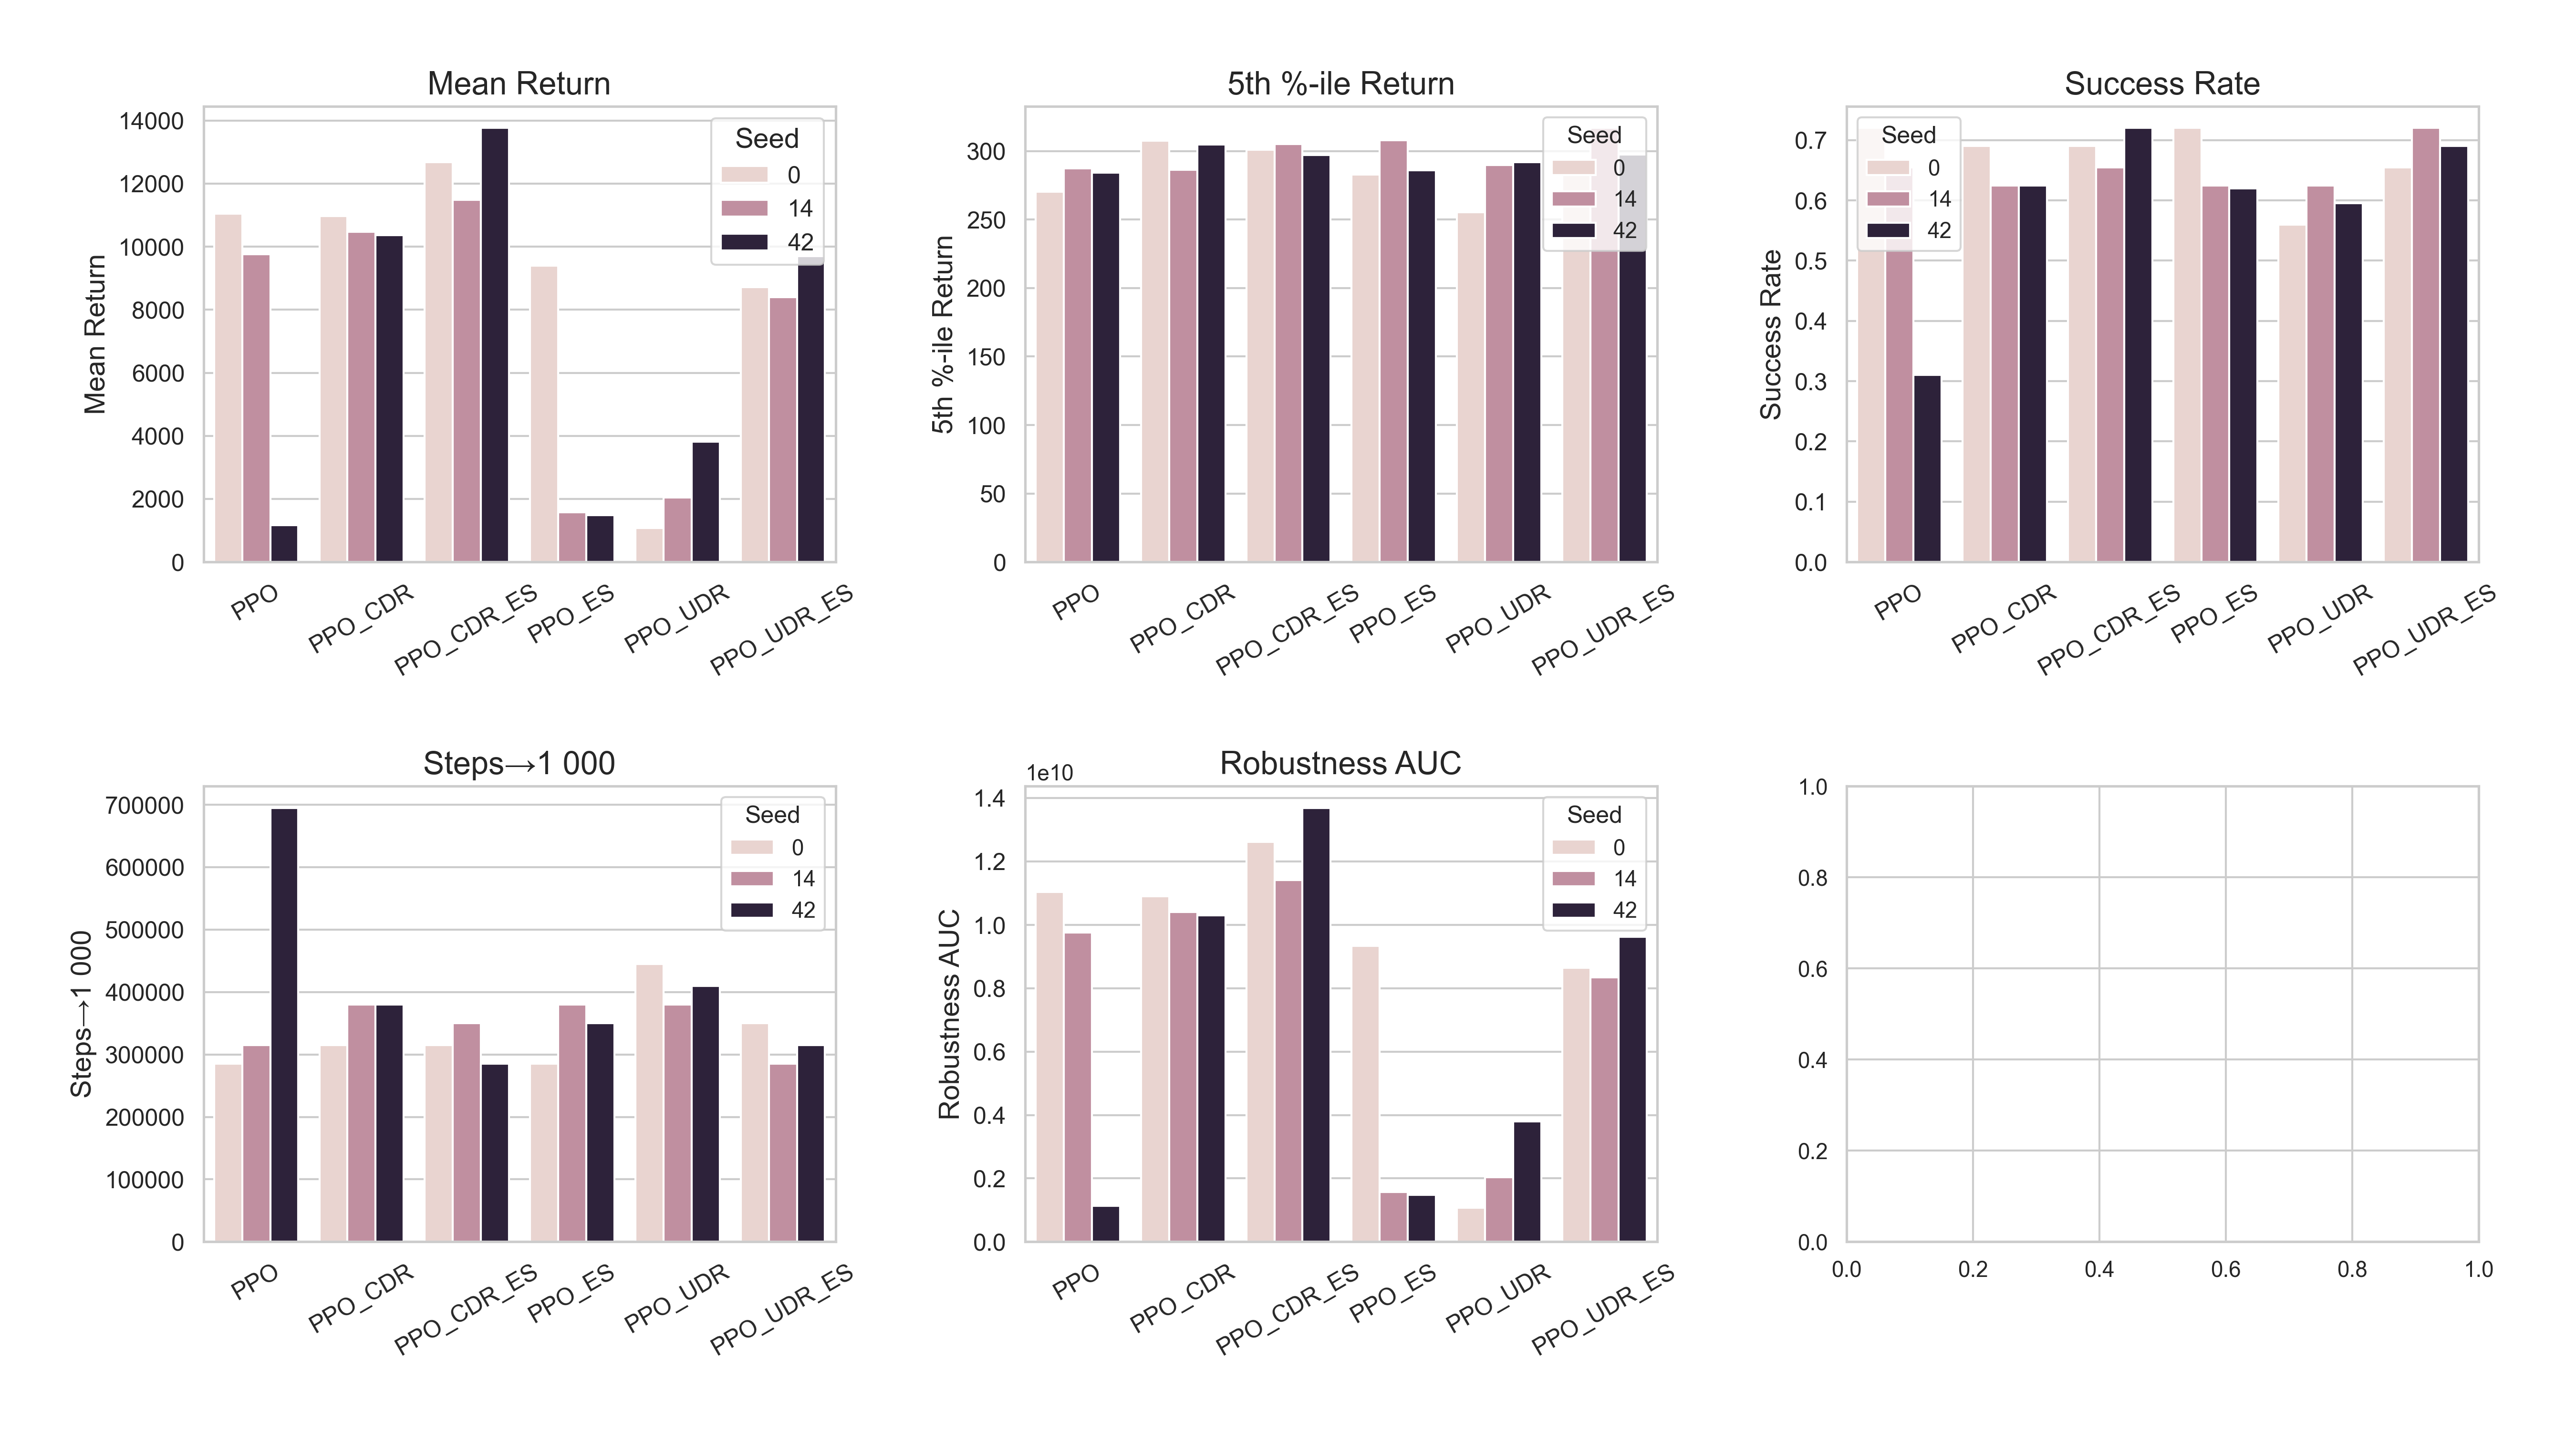 Mean Return
Mean Return
14000
12000
10000
8000
6000
4000
2000
0
Seed
0
14
42
PPO
PPO_CDR
PPO_CDR_ES
PPO_ES
PPO_UDR
PPO_UDR_ES
5th %-ile Return
5th %-ile Return
300
250
200
150
100
50
0
Seed
0
14
42
PPO
PPO_CDR
PPO_CDR_ES
PPO_ES
PPO_UDR
PPO_UDR_ES
Success Rate
Success Rate
0.7
0.6
0.5
0.4
0.3
0.2
0.1
0.0
Seed
0
14
42
PPO
PPO_CDR
PPO_CDR_ES
PPO_ES
PPO_UDR
PPO_UDR_ES
Steps→1 000
Steps→1 000
700000
600000
500000
400000
300000
200000
100000
0
Seed
0
14
42
PPO
PPO_CDR
PPO_CDR_ES
PPO_ES
PPO_UDR
PPO_UDR_ES
Robustness AUC
1e10
Robustness AUC
1.4
1.2
1.0
0.8
0.6
0.4
0.2
0.0
Seed
0
14
42
PPO
PPO_CDR
PPO_CDR_ES
PPO_ES
PPO_UDR
PPO_UDR_ES
1.0
0.8
0.6
0.4
0.2
0.0
0.0 0.2 0.4 0.6 0.8 1.0